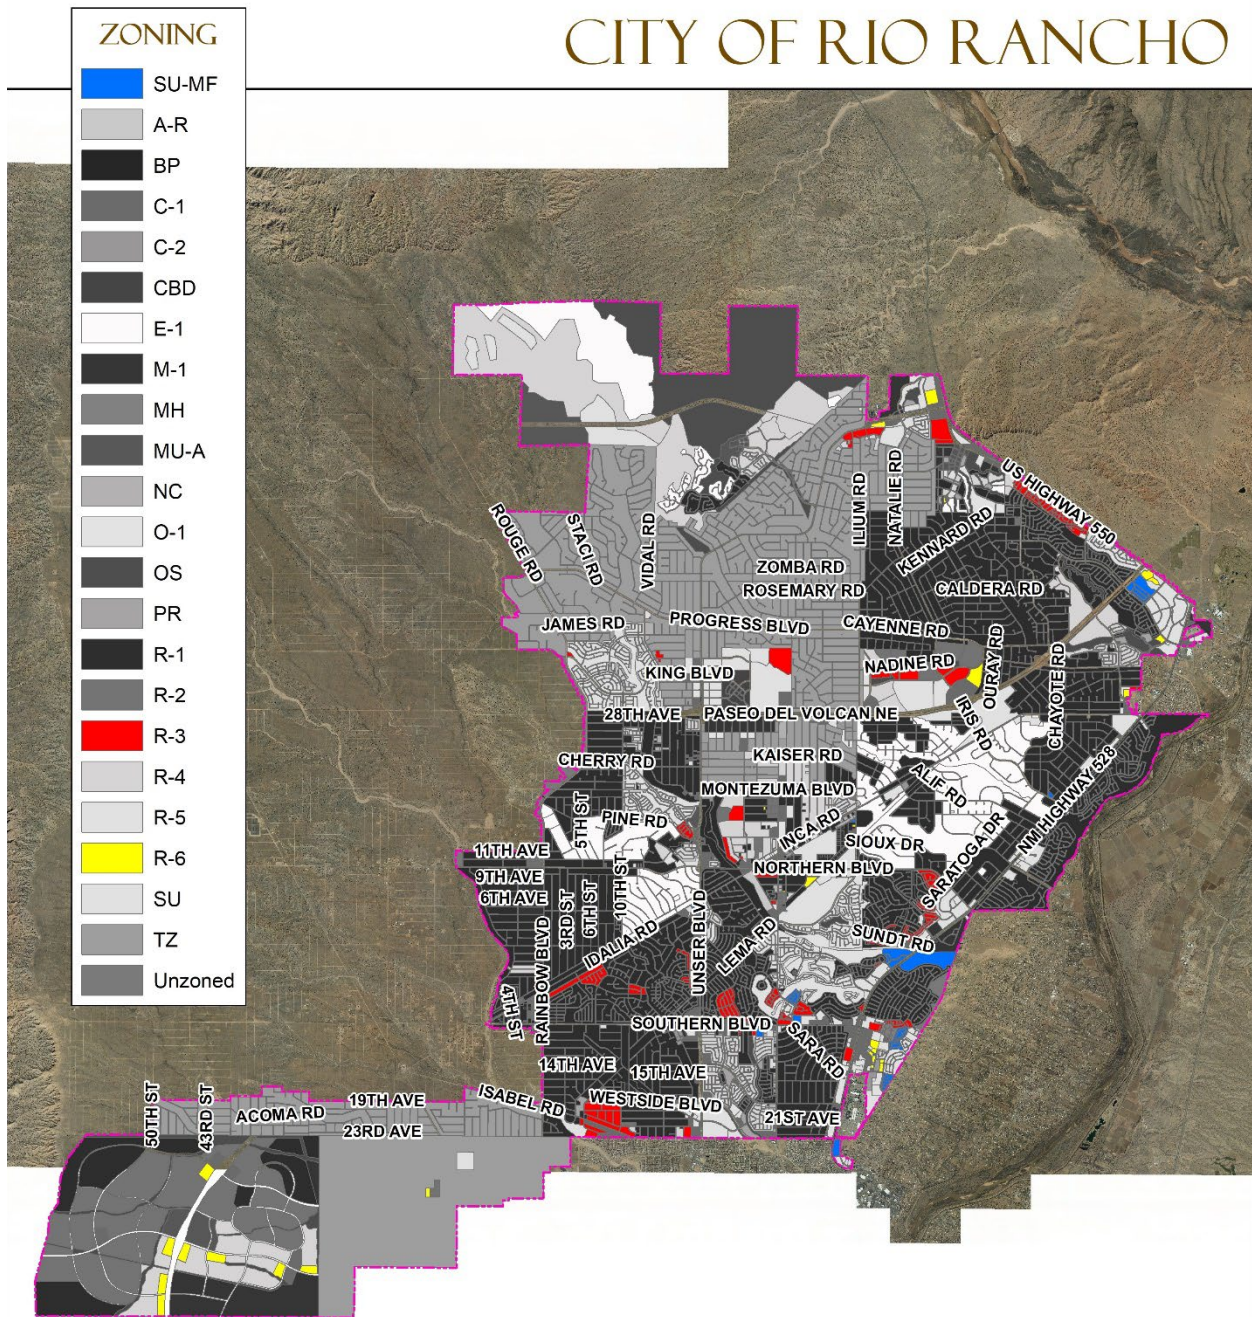 CITY OF RIO RANCHO
ZONING
SU-MF
A-R
BP
C-1
C-2
CBD
E-1
M-1
MH
MU-A
NC
O-1
OS
PR
R-1
R-2
R-3
R-4
R-5
R-6
SU
TZ
Unzoned
US HIGHWAY 550
ILIUM RD
NATALIE RD
KENNARD RD
ROUGE RD
STACI RD
VIDAL RD
ZOMBA RD
ROSEMARY RD
CALDERA RD
JAMES RD
PROGRESS BLVD
CAYENNE RD
OURAY RD
CHAYOTE RD
KING BLVD
NADINE RD
28TH AVE
PASEO DEL VOLCAN NE
IRIS RD
CHERRY RD
KAISER RD
MONTEZUMA BLVD
ALIF RD
NM HIGHWAY 528
5TH ST
PINE RD
INCA RD
SIOUX DR
SARATOGA DR
11TH AVE
9TH AVE
6TH AVE
10TH ST
NORTHERN BLVD
RAINBOW BLVD
3RD ST
6TH ST
IDALIA RD
UNSER BLVD
LEMA RD
SUNDT RD
4TH ST
SOUTHERN BLVD
SARA RD
14TH AVE
15TH AVE
50TH ST
43RD ST
ACOMA RD
19TH AVE
23RD AVE
ISABEL RD
WESTSIDE BLVD
21ST AVE